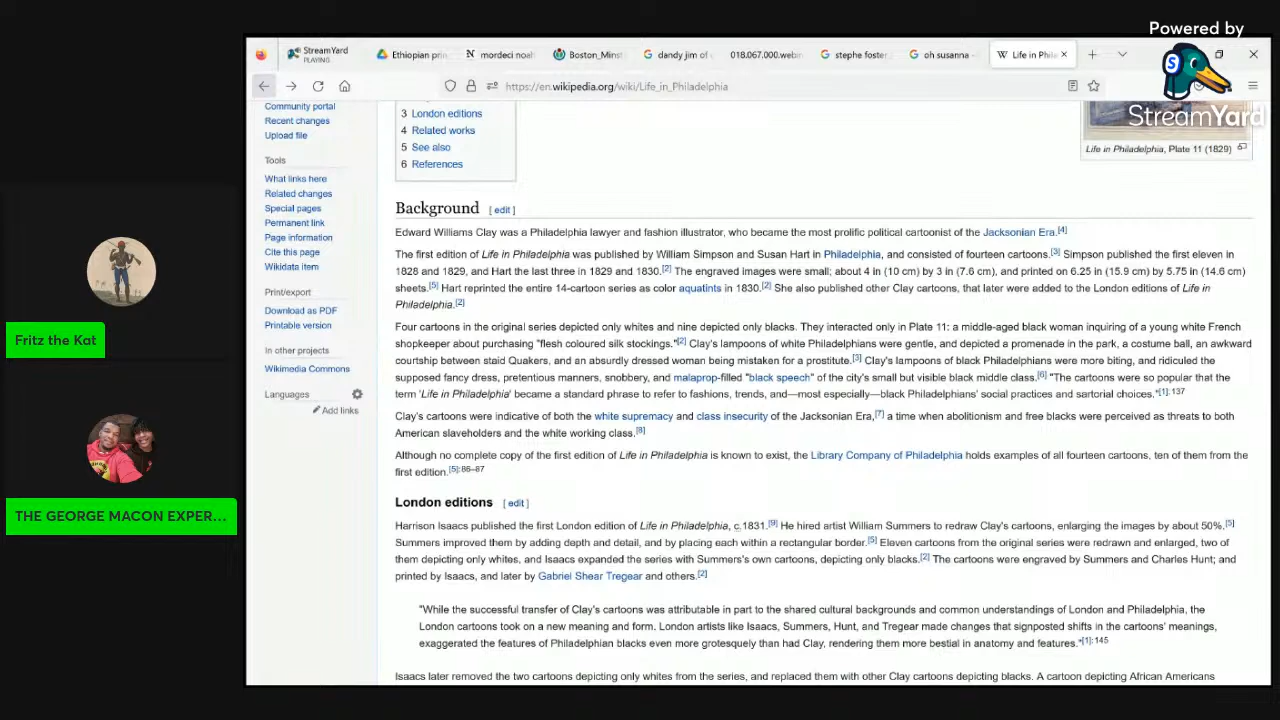 Powered by
StreamYard
StreamYard
PLAYING
Ethiopian prin
mordeci noah
Boston_Minst
dandy jim of c
018.067.000.webm
stephe foster
oh susanna -
Life in Phila
https://en.wikipedia.org/wiki/Life_in_Philadelphia
Community portal
Recent changes
Upload file
Tools
What links here
Related changes
Special pages
Permanent link
Page information
Cite this page
Wikidata item
Print/export
Download as PDF
Printable version
In other projects
Wikimedia Commons
Languages
Add links
3 London editions
4 Related works
5 See also
6 References
Life in Philadelphia, Plate 11 (1829)
Background [ edit ]
Edward Williams Clay was a Philadelphia lawyer and fashion illustrator, who became the most prolific political cartoonist of the Jacksonian Era.[4]
The first edition of Life in Philadelphia was published by William Simpson and Susan Hart in Philadelphia, and consisted of fourteen cartoons.[3] Simpson published the first eleven in
1828 and 1829, and Hart the last three in 1829 and 1830.[2] The engraved images were small; about 4 in (10 cm) by 3 in (7.6 cm), and printed on 6.25 in (15.9 cm) by 5.75 in (14.6 cm)
sheets.[5] Hart reprinted the entire 14-cartoon series as color aquatints in 1830.[2] She also published other Clay cartoons, that later were added to the London editions of Life in
Philadelphia.[2]
Four cartoons in the original series depicted only whites and nine depicted only blacks. They interacted only in Plate 11: a middle-aged black woman inquiring of a young white French
shopkeeper about purchasing "flesh coloured silk stockings."[2] Clay's lampoons of white Philadelphians were gentle, and depicted a promenade in the park, a costume ball, an awkward
courtship between staid Quakers, and an absurdly dressed woman being mistaken for a prostitute.[3] Clay's lampoons of black Philadelphians were more biting, and ridiculed the
supposed fancy dress, pretentious manners, snobbery, and malaprop-filled "black speech" of the city's small but visible black middle class.[6] "The cartoons were so popular that the
term 'Life in Philadelphia' became a standard phrase to refer to fashions, trends, and—most especially—black Philadelphians' social practices and sartorial choices."[1]:137
Clay's cartoons were indicative of both the white supremacy and class insecurity of the Jacksonian Era,[7] a time when abolitionism and free blacks were perceived as threats to both
American slaveholders and the white working class.[8]
Although no complete copy of the first edition of Life in Philadelphia is known to exist, the Library Company of Philadelphia holds examples of all fourteen cartoons, ten of them from the
first edition.[5]:86–87
London editions [ edit ]
Harrison Isaacs published the first London edition of Life in Philadelphia, c.1831.[9] He hired artist William Summers to redraw Clay's cartoons, enlarging the images by about 50%.[5]
Summers improved them by adding depth and detail, and by placing each within a rectangular border.[5] Eleven cartoons from the original series were redrawn and enlarged, two of
them depicting only whites, and Isaacs expanded the series with Summers's own cartoons, depicting only blacks.[2] The cartoons were engraved by Summers and Charles Hunt; and
printed by Isaacs, and later by Gabriel Shear Tregear and others.[2]
"While the successful transfer of Clay's cartoons was attributable in part to the shared cultural backgrounds and common understandings of London and Philadelphia, the
London cartoons took on a new meaning and form. London artists like Isaacs, Summers, Hunt, and Tregear made changes that signposted shifts in the cartoons' meanings,
exaggerated the features of Philadelphian blacks even more grotesquely than had Clay, rendering them more bestial in anatomy and features."[1]:145
Isaacs later removed the two cartoons depicting only whites from the series, and replaced them with other Clay cartoons depicting blacks. A cartoon depicting African Americans
Fritz the Kat
THE GEORGE MACON EXPER...